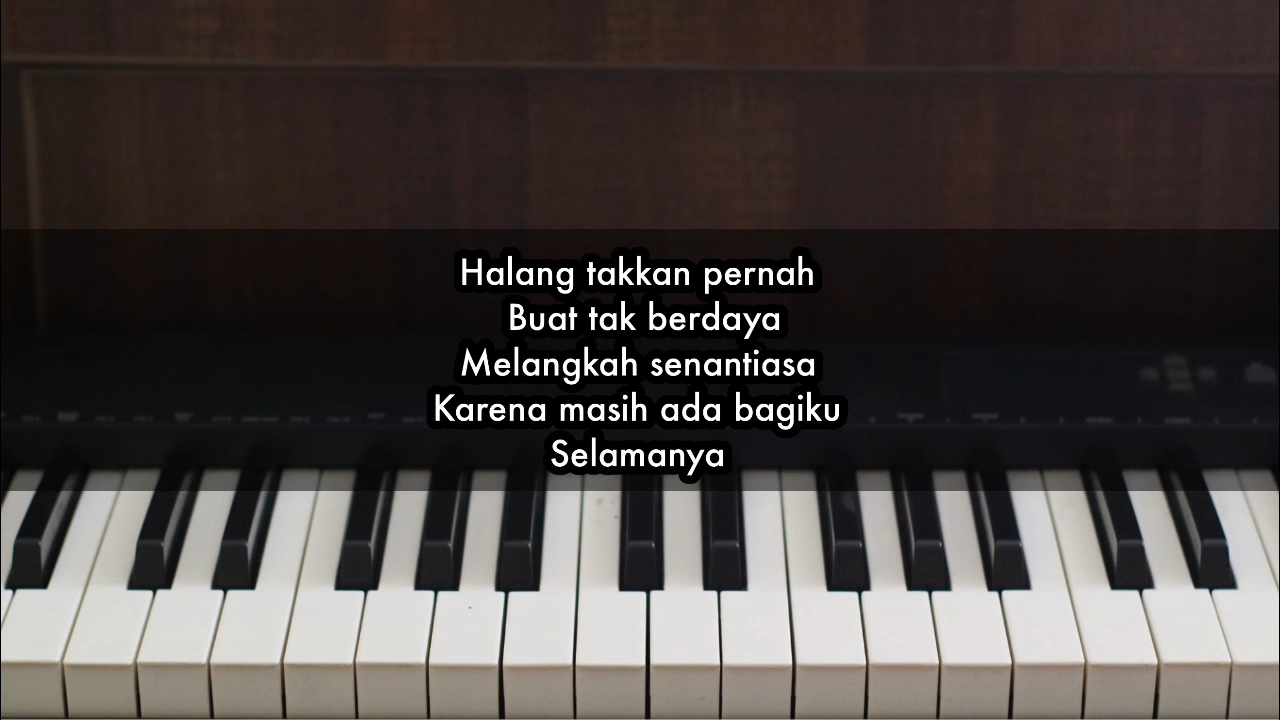 Halang takkan pernah
Buat tak berdaya
Melangkah senantiasa
Karena masih ada bagiku
Selamanya